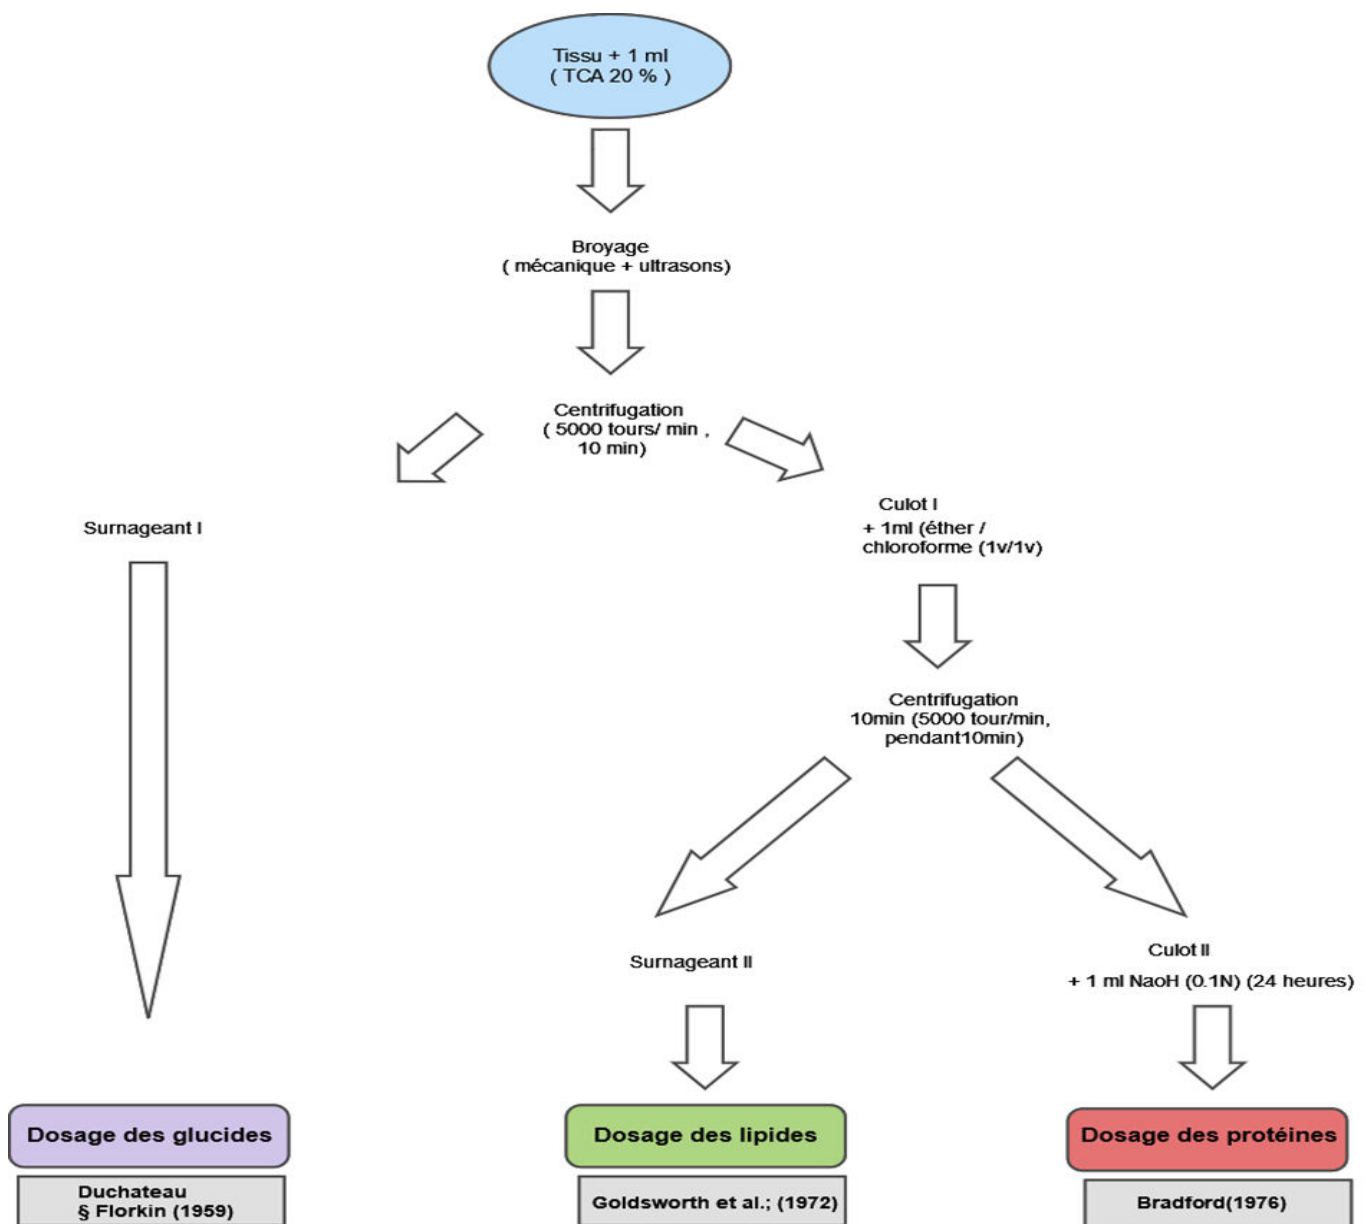 Tissu + 1 ml
( TCA 20 % )
Broyage
( mécanique + ultrasons)
Centrifugation
( 5000 tours/ min ,
10 min)
Surnageant I
Culot I
+ 1ml (éther /
chloroforme (1v/1v)
Centrifugation
10min (5000 tour/min,
pendant10min)
Surnageant II
Culot II
+ 1 ml NaoH (0.1N) (24 heures)
Dosage des glucides
Duchateau
§ Florkin (1959)
Dosage des lipides
Goldsworth et al.; (1972)
Dosage des protéines
Bradford(1976)